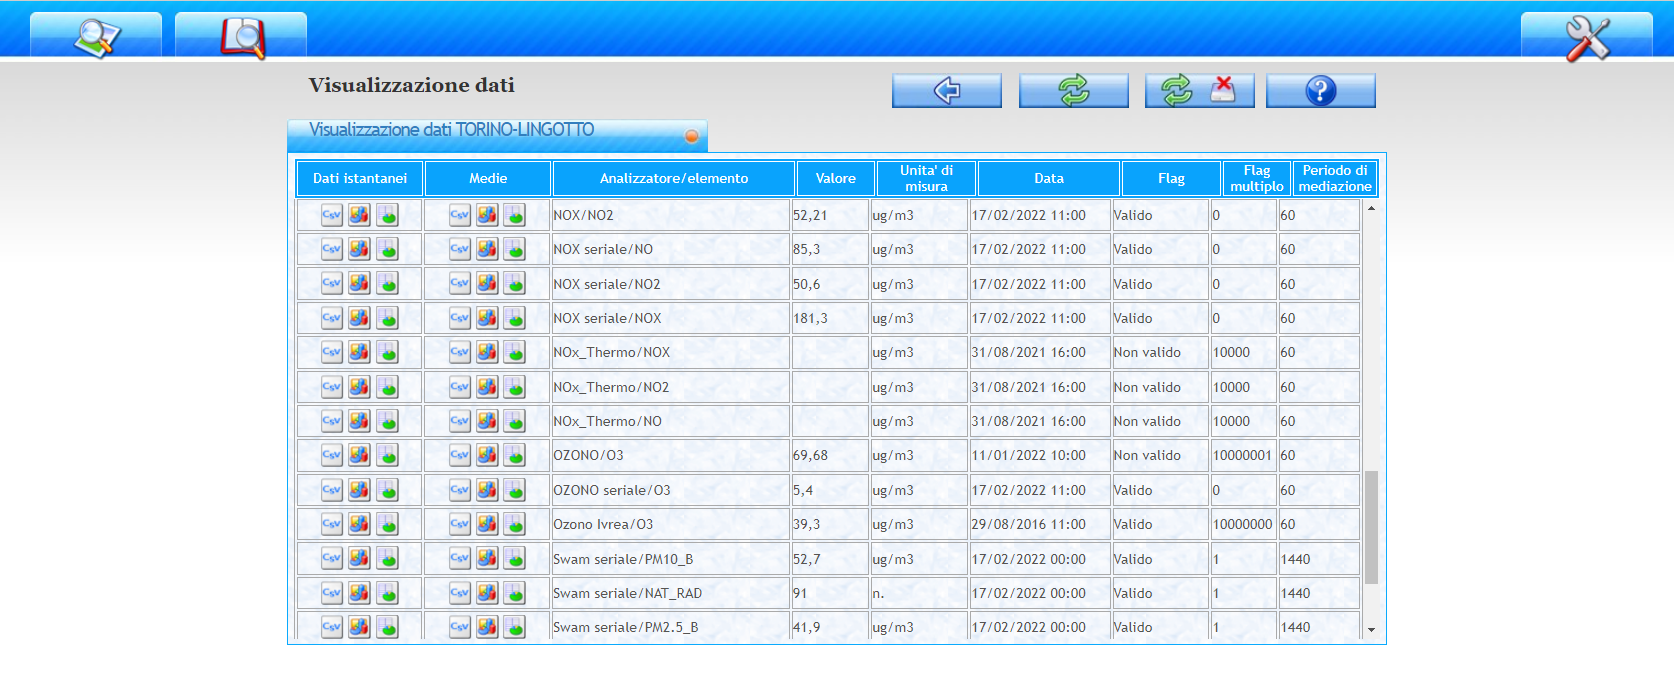 Visualizzazione dati
Visualizzazione dati TORINO-LINGOTTO
Dati istantanei Medie Analizzatore/elemento Valore Unita' di misura Data Flag Flag multiplo Periodo di mediazione
Csv Csv NOX/NO2 52,21 ug/m3 17/02/2022 11:00 Valido 0 60
Csv Csv NOX seriale/NO 85,3 ug/m3 17/02/2022 11:00 Valido 0 60
Csv Csv NOX seriale/NO2 50,6 ug/m3 17/02/2022 11:00 Valido 0 60
Csv Csv NOX seriale/NOX 181,3 ug/m3 17/02/2022 11:00 Valido 0 60
Csv Csv NOx_Thermo/NOX ug/m3 31/08/2021 16:00 Non valido 10000 60
Csv Csv NOx_Thermo/NO2 ug/m3 31/08/2021 16:00 Non valido 10000 60
Csv Csv NOx_Thermo/NO ug/m3 31/08/2021 16:00 Non valido 10000 60
Csv Csv OZONO/O3 69,68 ug/m3 11/01/2022 10:00 Non valido 10000001 60
Csv Csv OZONO seriale/O3 5,4 ug/m3 17/02/2022 11:00 Valido 0 60
Csv Csv Ozono Ivrea/O3 39,3 ug/m3 29/08/2016 11:00 Valido 10000000 60
Csv Csv Swam seriale/PM10_B 52,7 ug/m3 17/02/2022 00:00 Valido 1 1440
Csv Csv Swam seriale/NAT_RAD 91 n. 17/02/2022 00:00 Valido 1 1440
Csv Csv Swam seriale/PM2.5_B 41,9 ug/m3 17/02/2022 00:00 Valido 1 1440